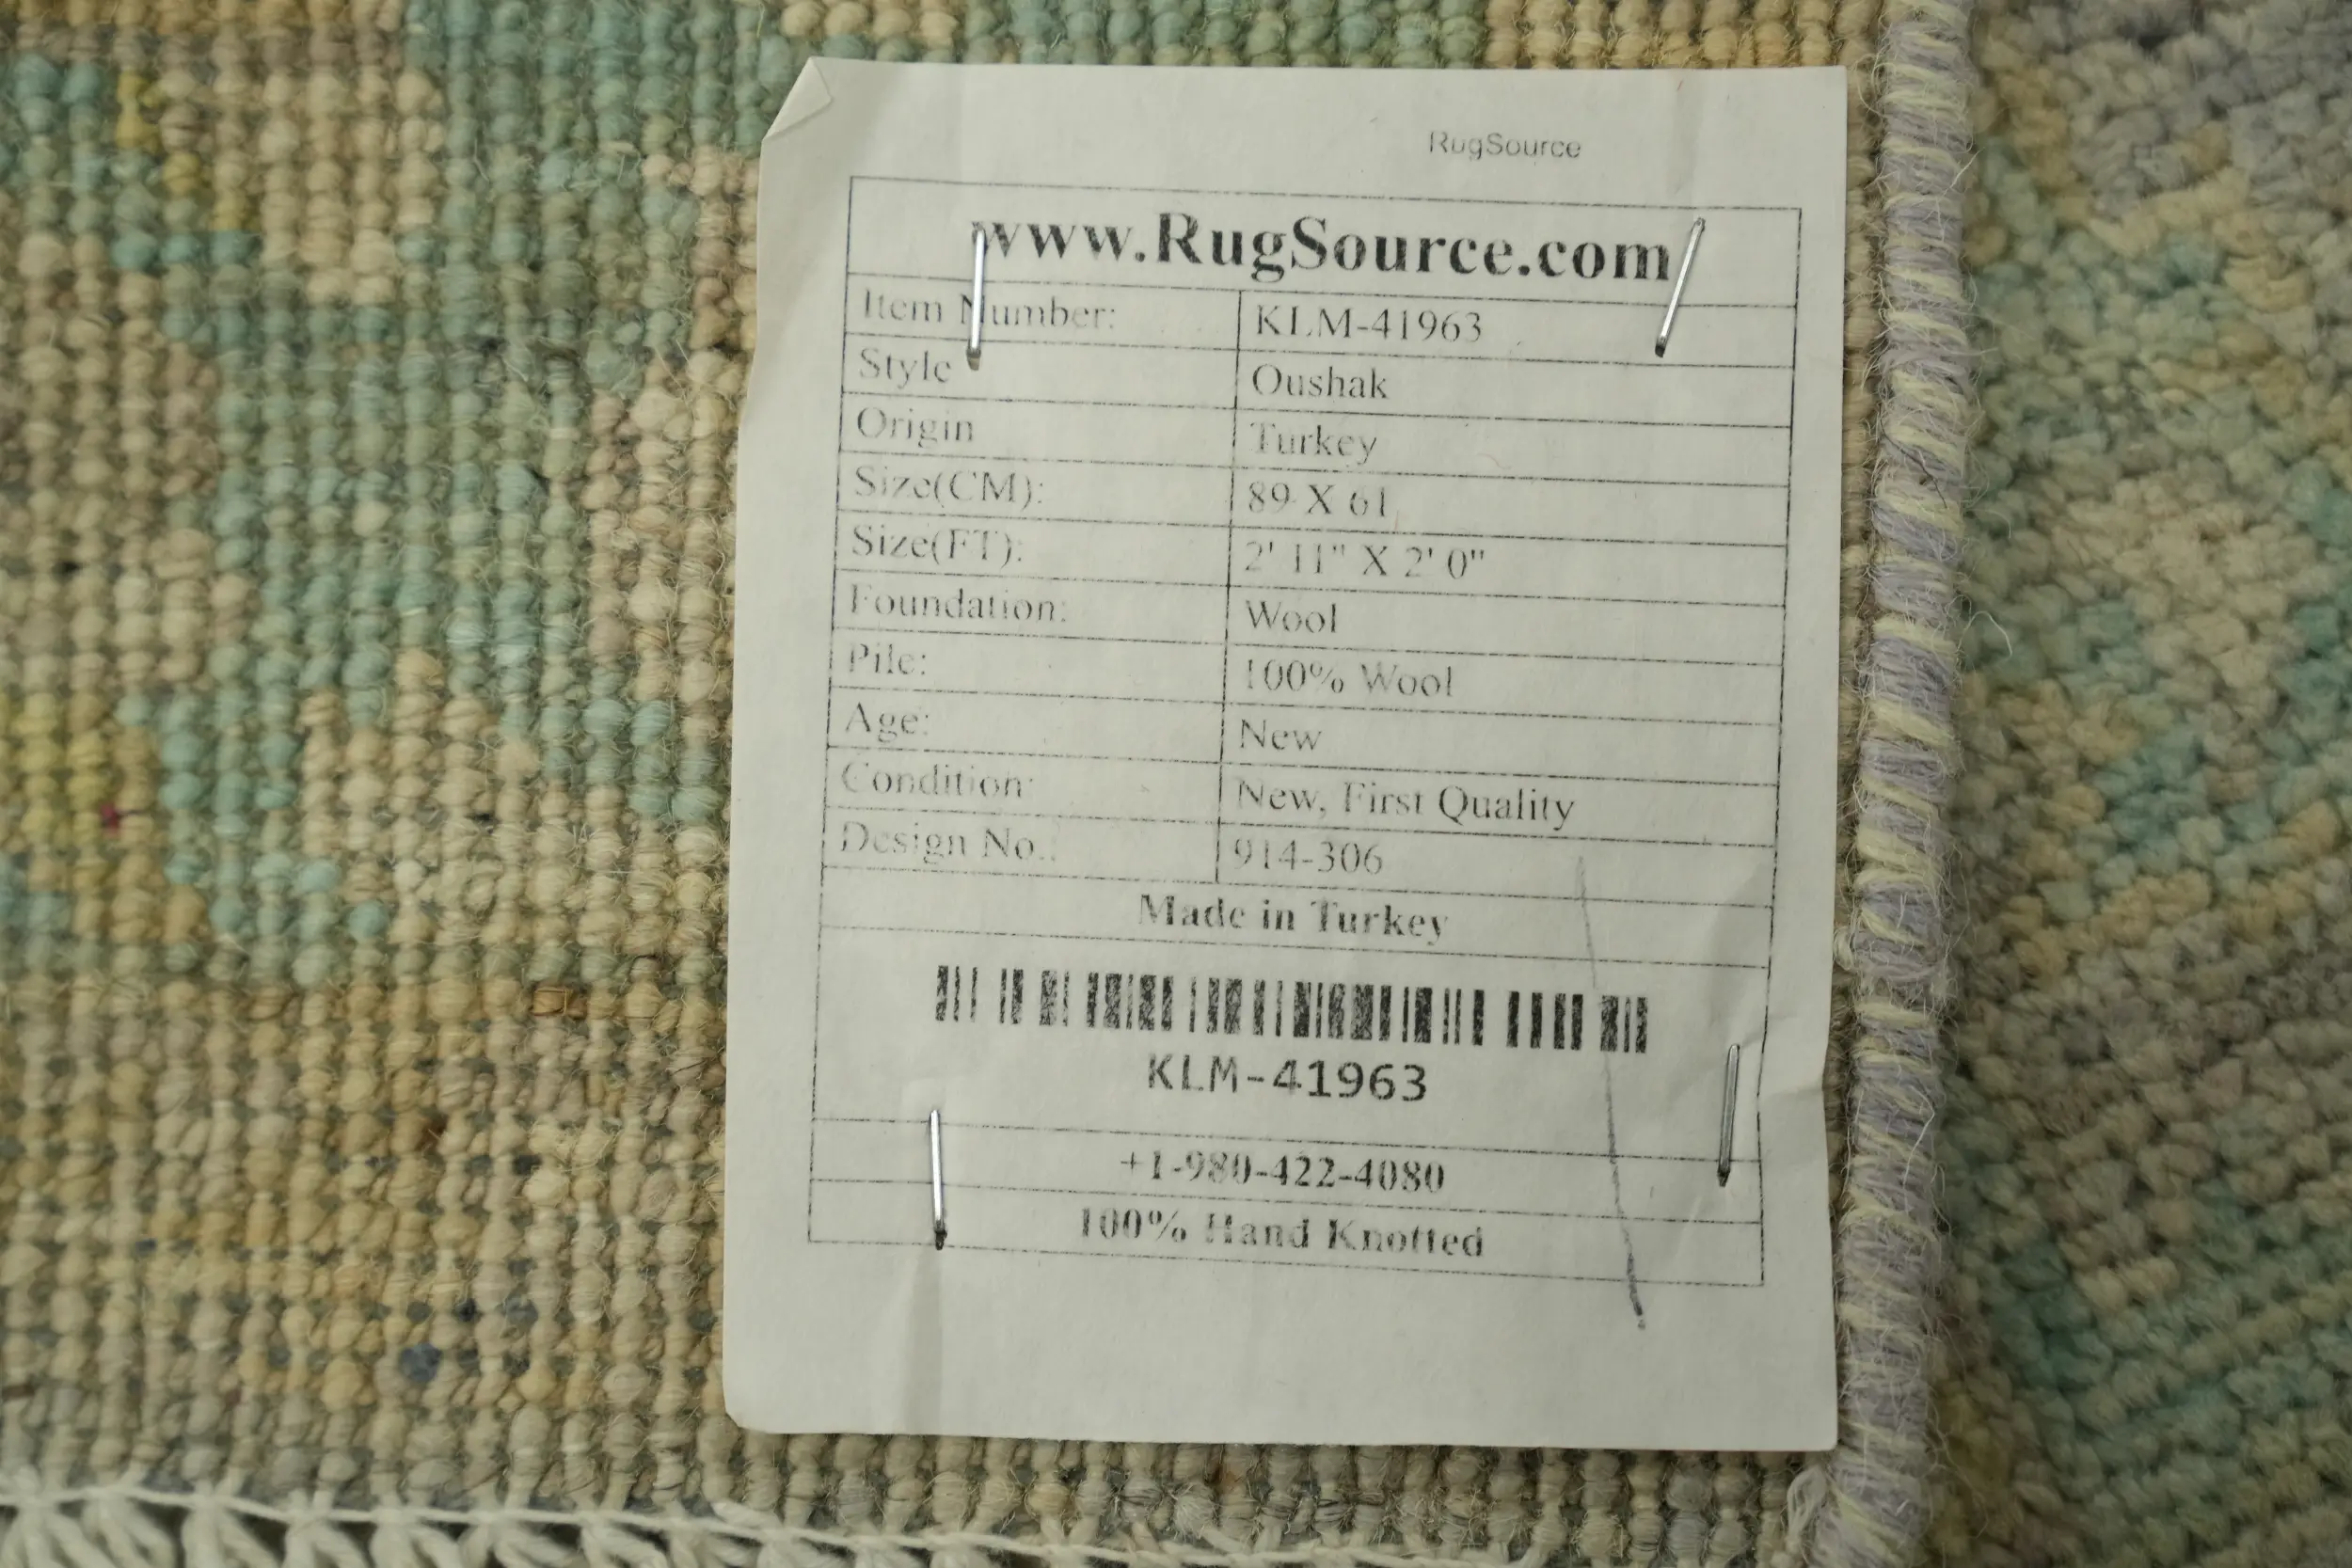 RugSource
www.RugSource.com
Item Number: KLM-41963
Style Oushak
Origin Turkey
Size(CM): 89 X 61
Size(FT): 2' 11" X 2' 0"
Foundation: Wool
Pile: 100% Wool
Age: New
Condition: New, First Quality
Design No.: 914-306
Made in Turkey
KLM-41963
+1-980-422-4080
100% Hand Knotted